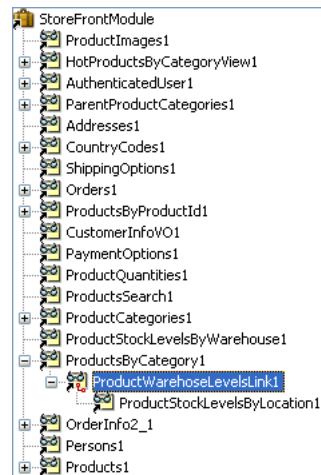 StoreFrontModule
ProductImages1
HotProductsByCategoryView1
AuthenticatedUser1
ParentProductCategories1
Addresses1
CountryCodes1
ShippingOptions1
Orders1
ProductsByProductId1
CustomerInfoVO1
PaymentOptions1
ProductQuantities1
ProductsSearch1
ProductCategories1
ProductStockLevelsByWarehouse1
ProductsByCategory1
ProductWarehoseLevelsLink1
ProductStockLevelsByLocation1
OrderInfo2_1
Persons1
Products1